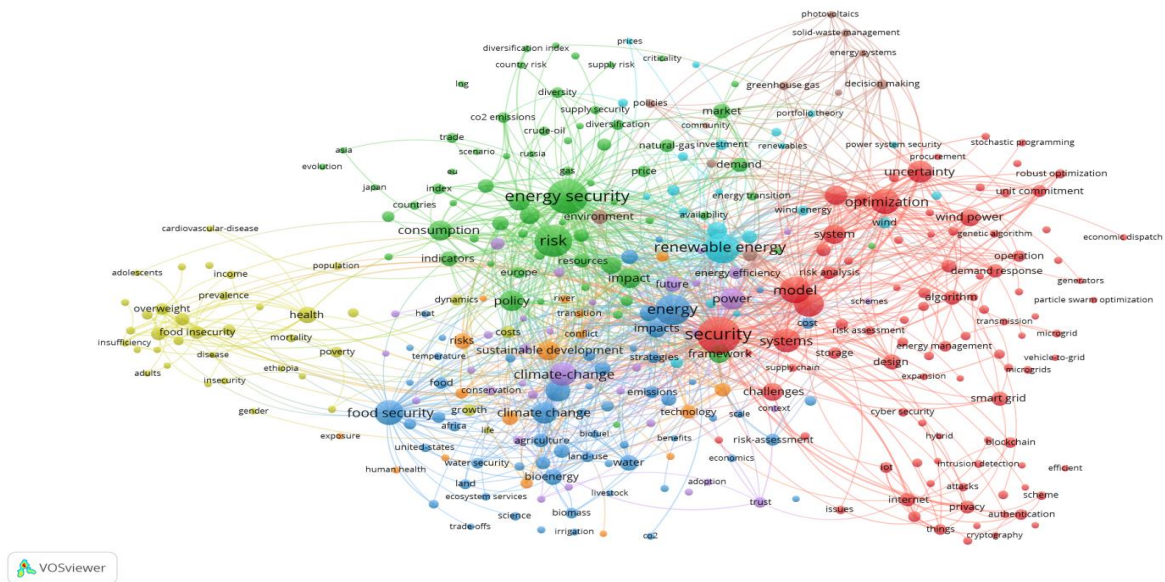 photovoltaics
solid-waste management
prices
diversification index
criticality
energy systems
country risk
supply risk
lng
diversity
greenhouse gas
decision making
policies
supply security
market
portfolio theory
co2 emissions
crude-oil
diversification
community
trade
natural-gas
investment
renewables
power system security
stochastic programming
asia
scenario
russia
procurement
evolution
gas
price
demand
uncertainty
robust optimization
eu
japan
index
energy security
energy transition
unit commitment
countries
optimization
environment
availability
wind energy
wind
wind power
cardiovascular-disease
consumption
system
genetic algorithm
economic dispatch
risk
renewable energy
operation
population
indicators
resources
adolescents
income
europe
impact
energy efficiency
risk analysis
demand response
future
generators
prevalence
dynamics
river
model
algorithm
overweight
policy
power
schemes
particle swarm optimization
health
heat
transition
energy
cost
transmission
food insecurity
costs
conflict
impacts
security
risk assessment
microgrid
insufficiency
mortality
risks
systems
energy management
disease
poverty
sustainable development
framework
storage
design
vehicle-to-grid
temperature
strategies
supply chain
microgrids
adults
ethiopia
climate-change
expansion
insecurity
food
conservation
emissions
challenges
smart grid
gender
food security
growth
climate change
technology
context
cyber security
africa
life
scale
exposure
biofuel
hybrid
blockchain
united-states
agriculture
benefits
risk-assessment
land-use
economics
human health
water security
water
iot
intrusion detection
efficient
land
bioenergy
adoption
attacks
ecosystem services
livestock
internet
scheme
trust
privacy
biomass
issues
science
authentication
trade-offs
irrigation
co2
things
cryptography
VOSviewer